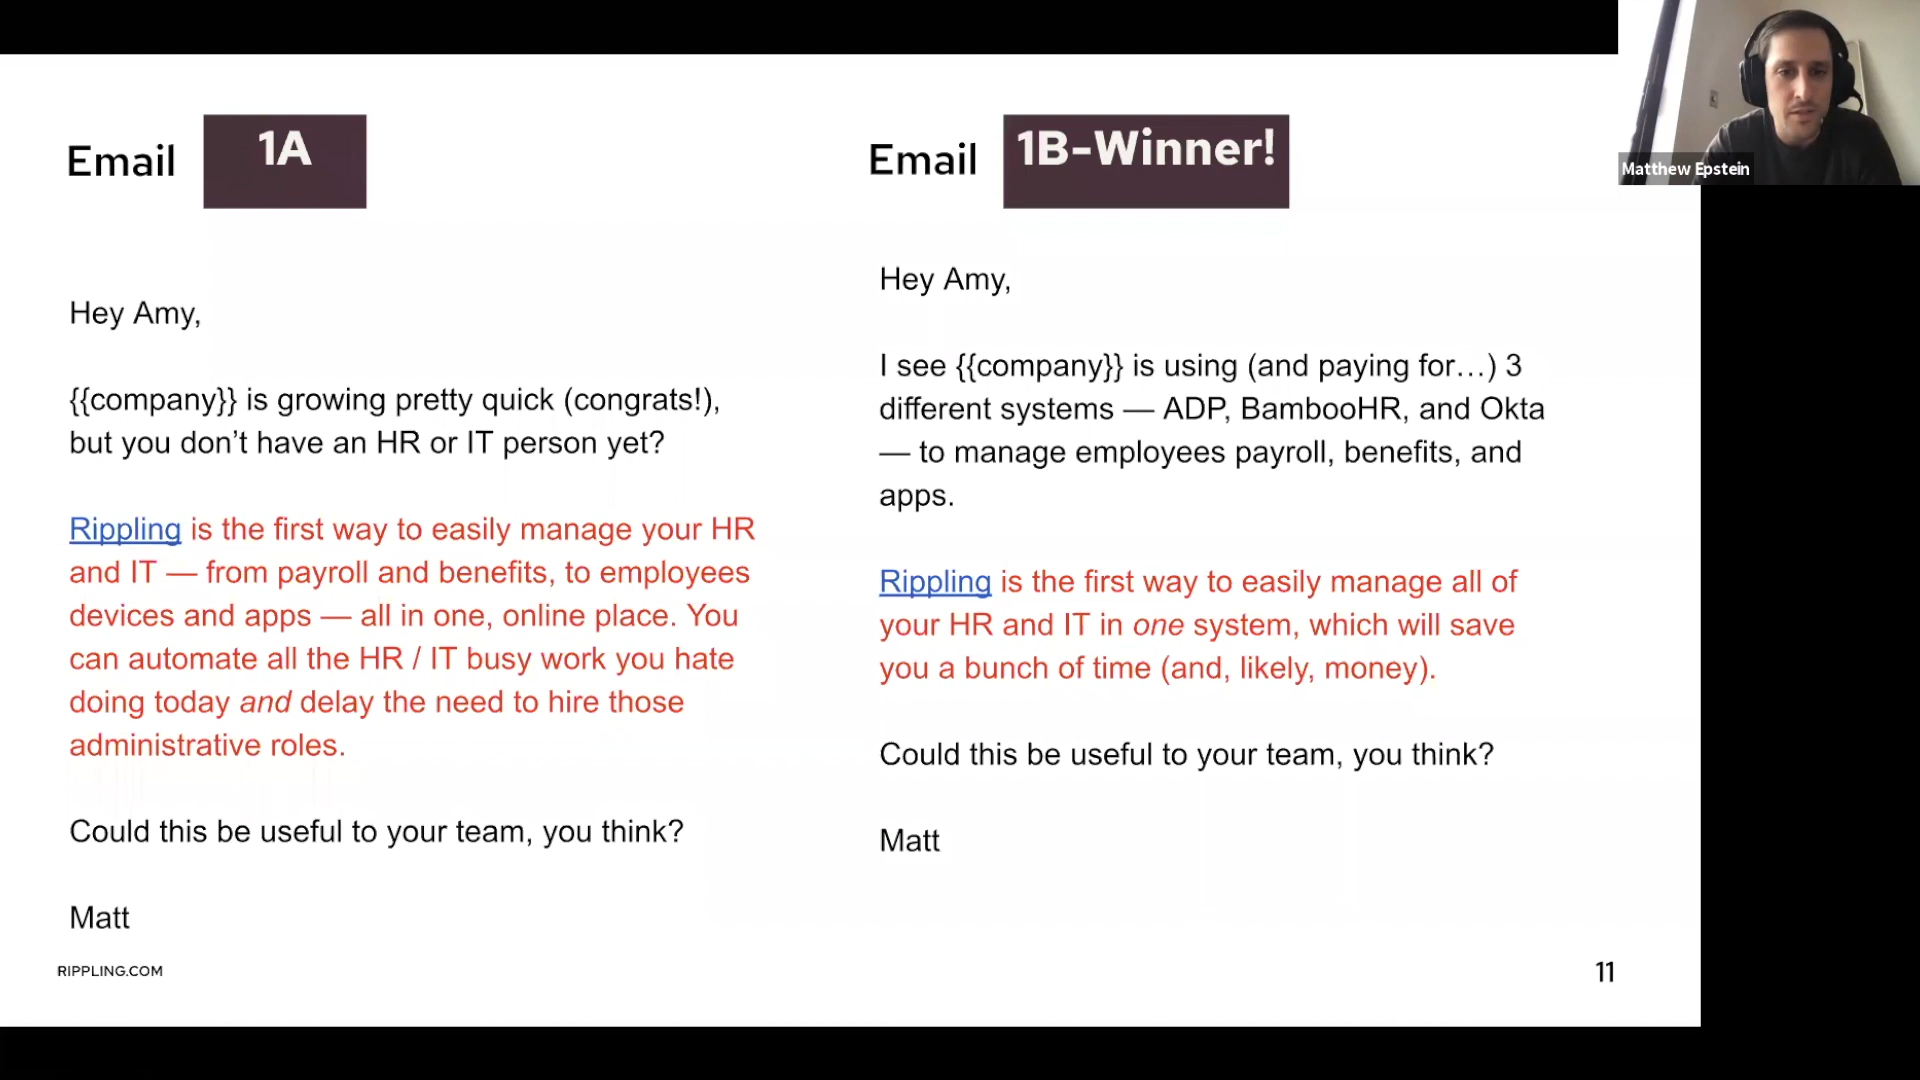 Email 1A
Hey Amy,
{{company}} is growing pretty quick (congrats!),
but you don’t have an HR or IT person yet?
Rippling is the first way to easily manage your HR
and IT — from payroll and benefits, to employees
devices and apps — all in one, online place. You
can automate all the HR / IT busy work you hate
doing today and delay the need to hire those
administrative roles.
Could this be useful to your team, you think?
Matt
Email 1B-Winner!
Hey Amy,
I see {{company}} is using (and paying for…) 3
different systems — ADP, BambooHR, and Okta
— to manage employees payroll, benefits, and
apps.
Rippling is the first way to easily manage all of
your HR and IT in one system, which will save
you a bunch of time (and, likely, money).
Could this be useful to your team, you think?
Matt
RIPPLING.COM
11
Matthew Epstein